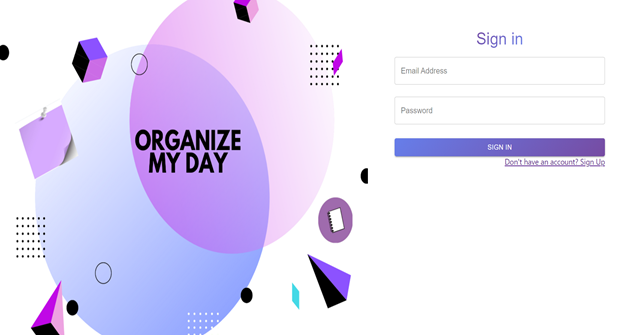 ORGANIZE
MY DAY
Sign in
Email Address
Password
SIGN IN
Don't have an account? Sign Up